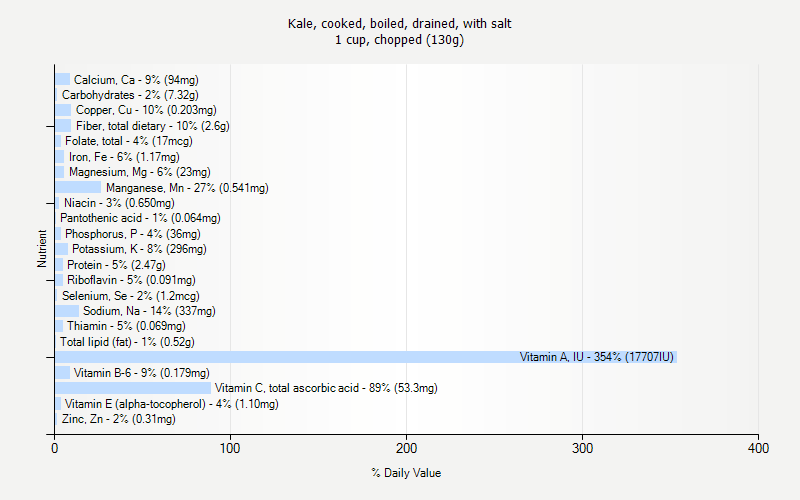 Kale, cooked, boiled, drained, with salt
1 cup, chopped (130g)
Calcium, Ca - 9% (94mg)
Carbohydrates - 2% (7.32g)
Copper, Cu - 10% (0.203mg)
Fiber, total dietary - 10% (2.6g)
Folate, total - 4% (17mcg)
Iron, Fe - 6% (1.17mg)
Magnesium, Mg - 6% (23mg)
Manganese, Mn - 27% (0.541mg)
Niacin - 3% (0.650mg)
Pantothenic acid - 1% (0.064mg)
Phosphorus, P - 4% (36mg)
Potassium, K - 8% (296mg)
Protein - 5% (2.47g)
Riboflavin - 5% (0.091mg)
Selenium, Se - 2% (1.2mcg)
Sodium, Na - 14% (337mg)
Thiamin - 5% (0.069mg)
Total lipid (fat) - 1% (0.52g)
Vitamin A, IU - 354% (17707IU)
Vitamin B-6 - 9% (0.179mg)
Vitamin C, total ascorbic acid - 89% (53.3mg)
Vitamin E (alpha-tocopherol) - 4% (1.10mg)
Zinc, Zn - 2% (0.31mg)
Nutrient
0 100 200 300 400
% Daily Value